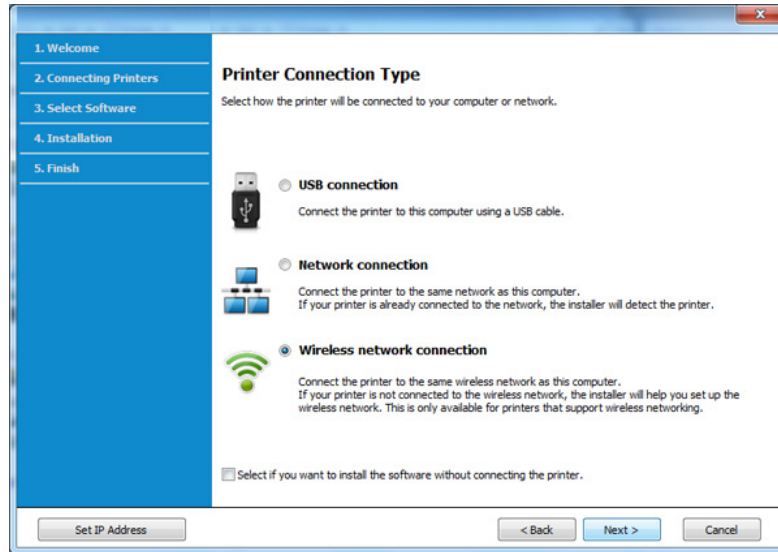 1. Welcome
2. Connecting Printers
3. Select Software
4. Installation
5. Finish
Printer Connection Type
Select how the printer will be connected to your computer or network.
USB connection
Connect the printer to this computer using a USB cable.
Network connection
Connect the printer to the same network as this computer.
If your printer is already connected to the network, the installer will detect the printer.
Wireless network connection
Connect the printer to the same wireless network as this computer.
If your printer is not connected to the wireless network, the installer will help you set up the
wireless network. This is only available for printers that support wireless networking.
Select if you want to install the software without connecting the printer.
Set IP Address
< Back
Next >
Cancel